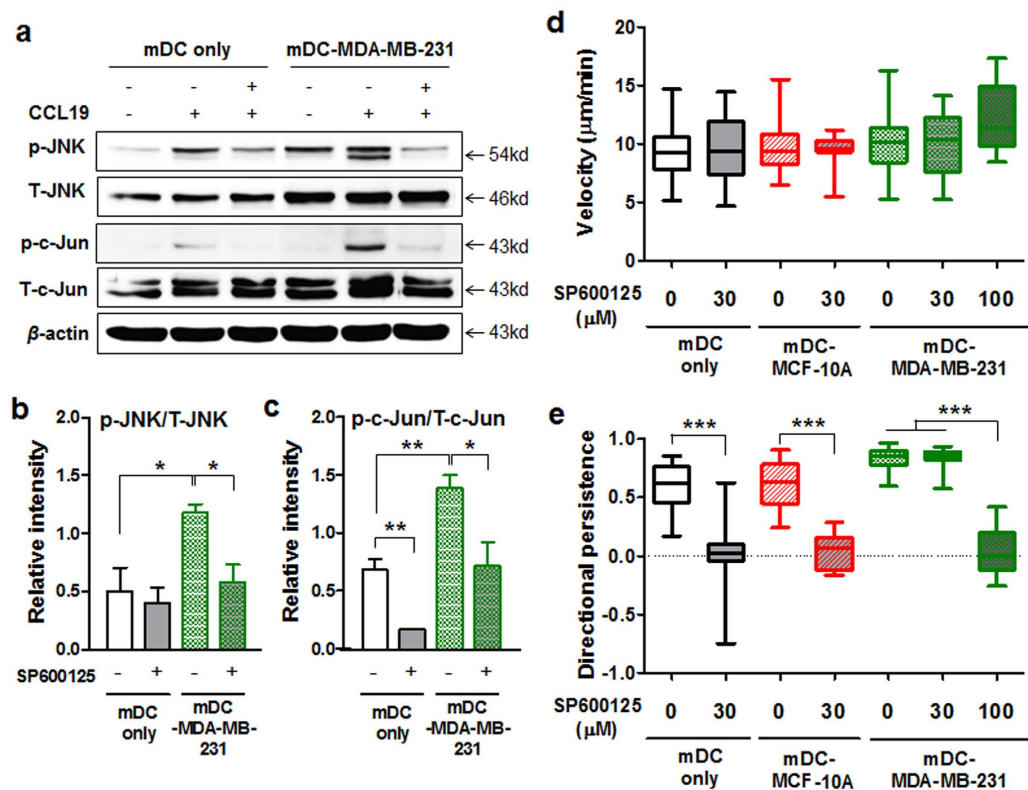 a
mDC only mDC-MDA-MB-231
- - + - - +
CCL19 - + + - + +
p-JNK ←54kd
T-JNK ←46kd
p-c-Jun ←43kd
T-c-Jun ←43kd
β-actin ←43kd
b
p-JNK/T-JNK
Relative intensity
2.0
1.5
1.0
0.5
0.0
* *
SP600125 - + - +
mDC only
mDC -MDA-MB-231
c
p-c-Jun/T-c-Jun
Relative intensity
2.0
1.5
1.0
0.5
0.0
** ** *
- + - +
mDC only
mDC -MDA-MB-231
d
Velocity (μm/min)
20
15
10
5
0
SP600125 (μM) 0 30 0 30 0 30 100
mDC only
mDC-MCF-10A
mDC-MDA-MB-231
e
Directional persistence
1.0
0.5
0.0
-0.5
-1.0
*** *** ***
SP600125 (μM) 0 30 0 30 0 30 100
mDC only
mDC-MCF-10A
mDC-MDA-MB-231